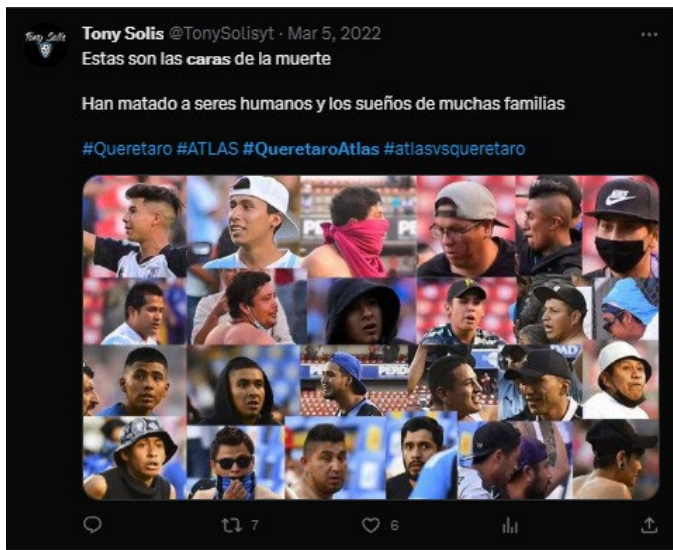 Tony Solis @TonySolisyt · Mar 5, 2022
Estas son las caras de la muerte
Han matado a seres humanos y los sueños de muchas familias
#Queretaro #ATLAS #QueretaroAtlas #atlasvsqueretaro
NIKE
7
6